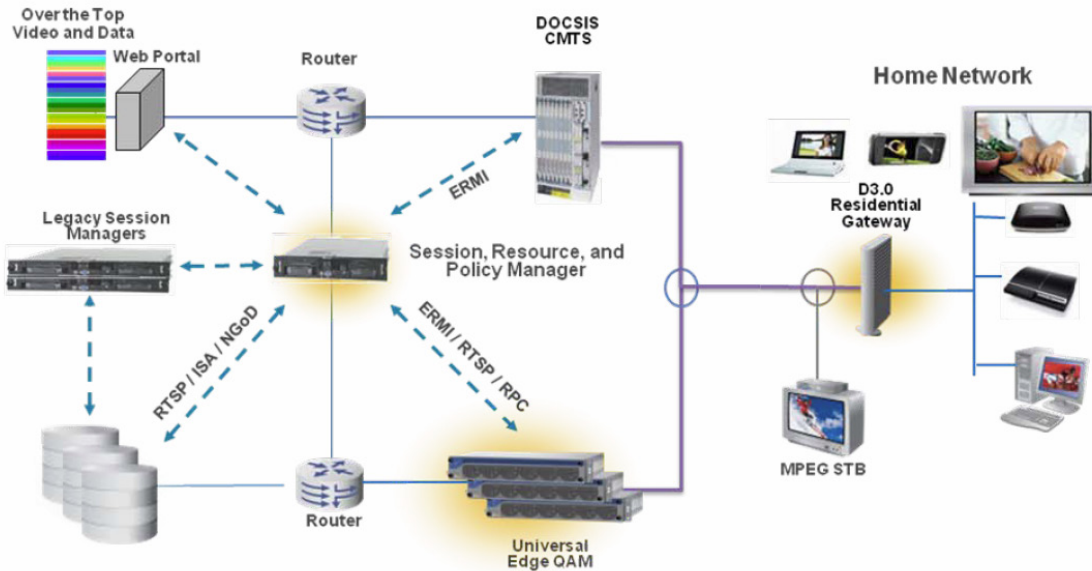 Over the Top
Video and Data
Web Portal
Router
DOCSIS
CMTS
Home Network
ERMI
D3.0
Residential
Gateway
Legacy Session
Managers
Session, Resource, and
Policy Manager
RTSP / ISA / NGoD
ERMI / RTSP / RPC
MPEG STB
Router
Universal
Edge QAM